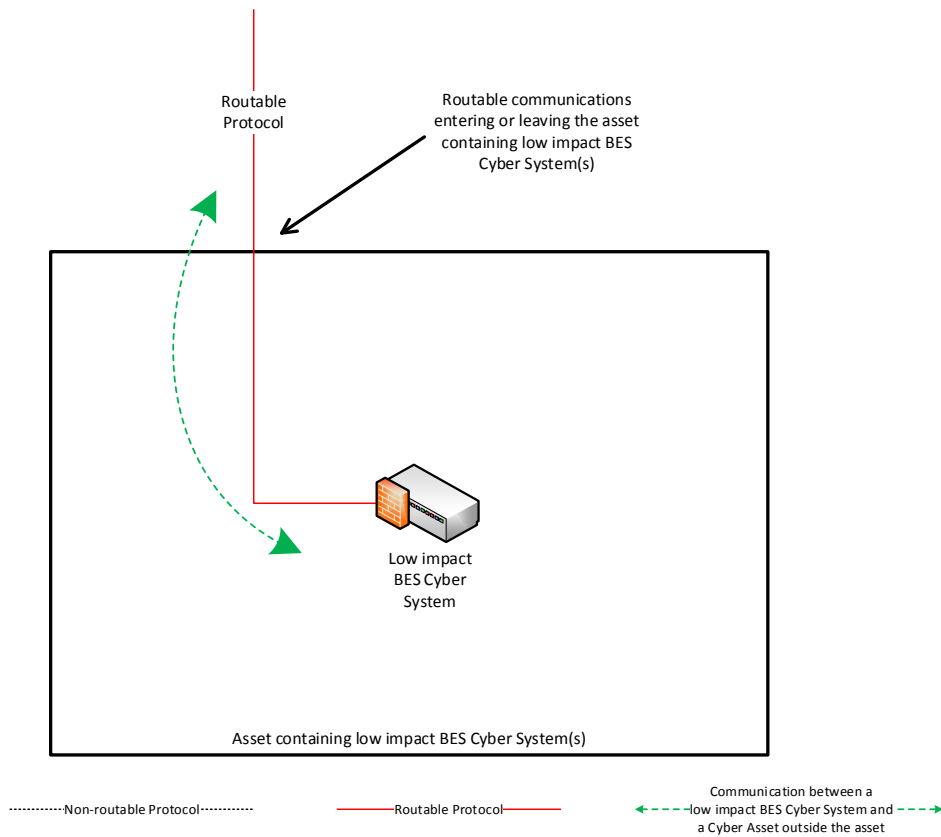 Routable
Protocol
Routable communications
entering or leaving the asset
containing low impact BES
Cyber System(s)
Low impact
BES Cyber
System
Asset containing low impact BES Cyber System(s)
Non-routable Protocol
Routable Protocol
Communication between a
low impact BES Cyber System and
a Cyber Asset outside the asset